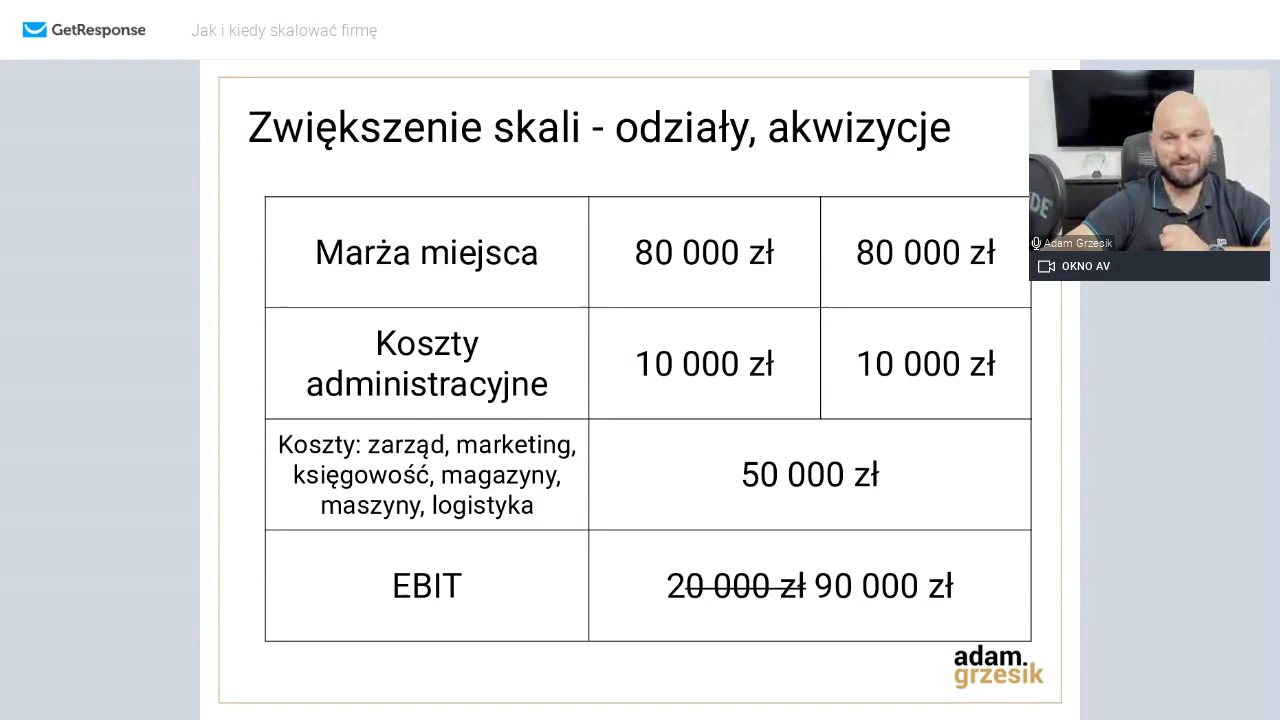 GetResponse
Jak i kiedy skalować firmę
Zwiększenie skali - odziały, akwizycje
Marża miejsca
80 000 zł
80 000 zł
Koszty
administracyjne
10 000 zł
10 000 zł
Koszty: zarząd, marketing,
księgowość, magazyny,
maszyny, logistyka
50 000 zł
EBIT
20 000 zł 90 000 zł
Adam Grzesik
OKNO AV
adam.
grzesik